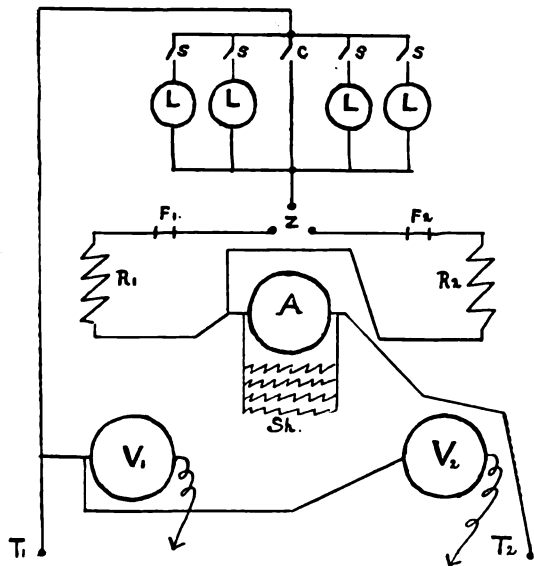 S S C S S
L L L L
F1. Z F2
R1 A R2
Sh.
V1 V2
T1 T2